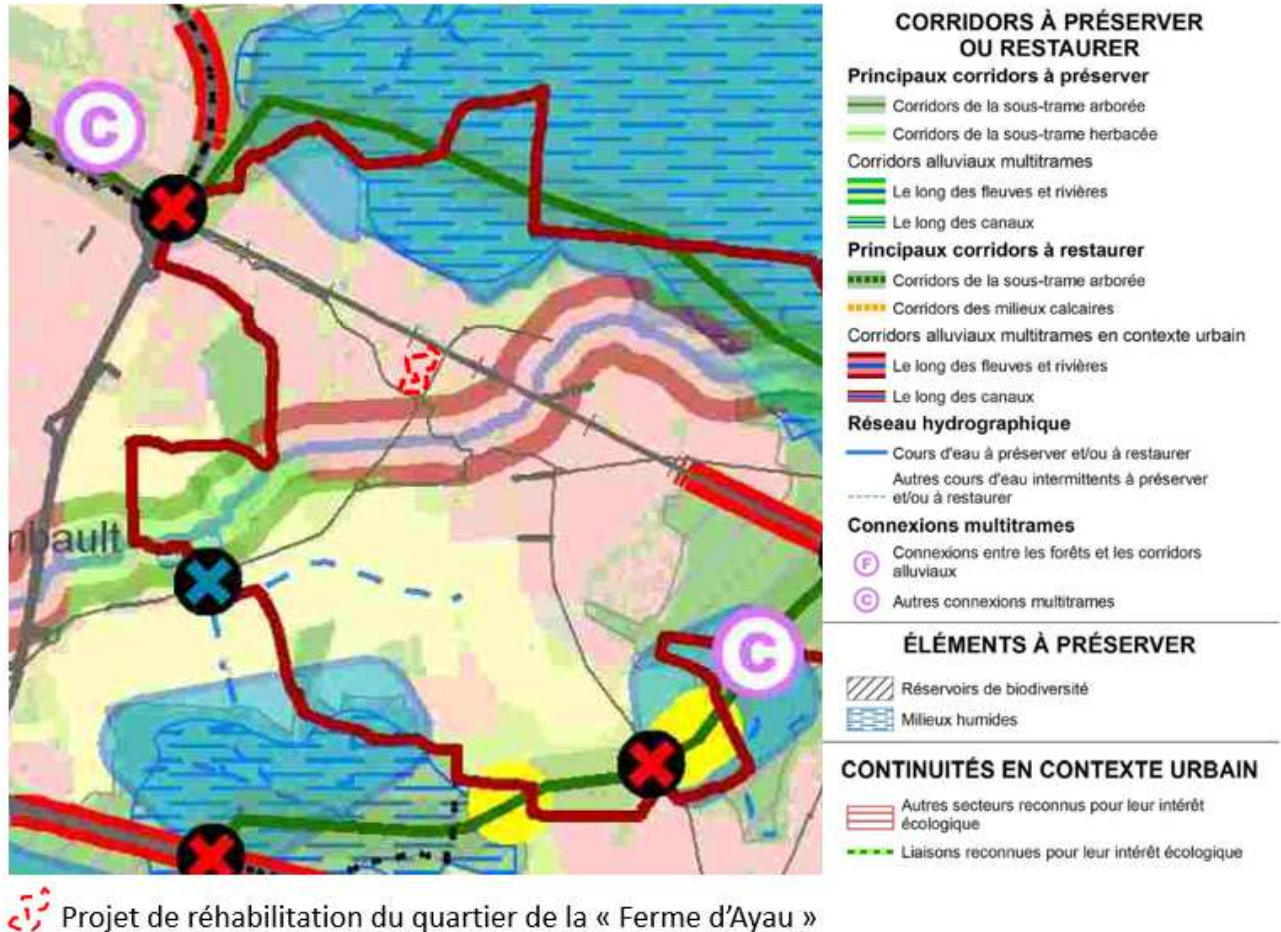 C
mbault
C
CORRIDORS À PRÉSERVER
OU RESTAURER
Principaux corridors à préserver
Corridors de la sous-trame arborée
Corridors de la sous-trame herbacée
Corridors alluviaux multitrames
Le long des fleuves et rivières
Le long des canaux
Principaux corridors à restaurer
Corridors de la sous-trame arborée
Corridors des milieux calcaires
Corridors alluviaux multitrames en contexte urbain
Le long des fleuves et rivières
Le long des canaux
Réseau hydrographique
Cours d'eau à préserver et/ou à restaurer
Autres cours d'eau intermittents à préserver
et/ou à restaurer
Connexions multitrames
F Connexions entre les forêts et les corridors
alluviaux
C Autres connexions multitrames
ÉLÉMENTS À PRÉSERVER
Réservoirs de biodiversité
Milieux humides
CONTINUITÉS EN CONTEXTE URBAIN
Autres secteurs reconnus pour leur intérêt
écologique
Liaisons reconnues pour leur intérêt écologique
Projet de réhabilitation du quartier de la « Ferme d'Ayau »